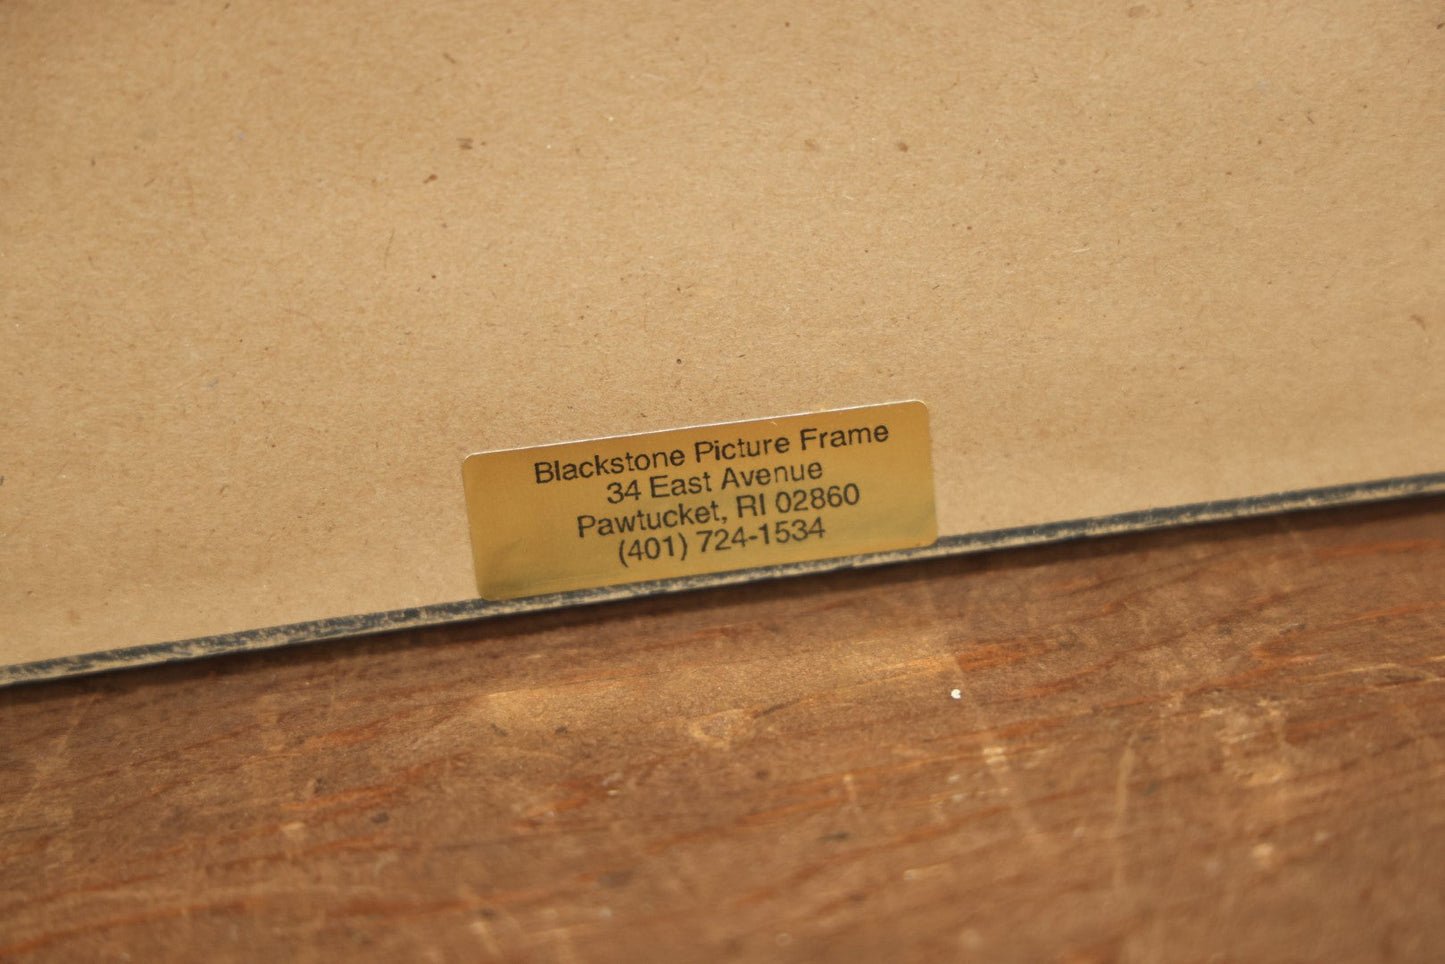 Blackstone Picture Frame
34 East Avenue
Pawtucket, RI 02860
(401) 724-1534